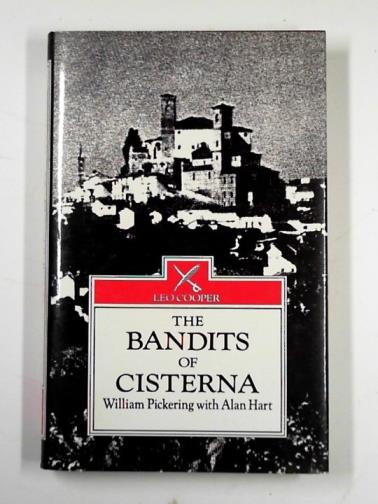 LEO COOPER
THE
BANDITS
OF
CISTERNA
William Pickering with Alan Hart